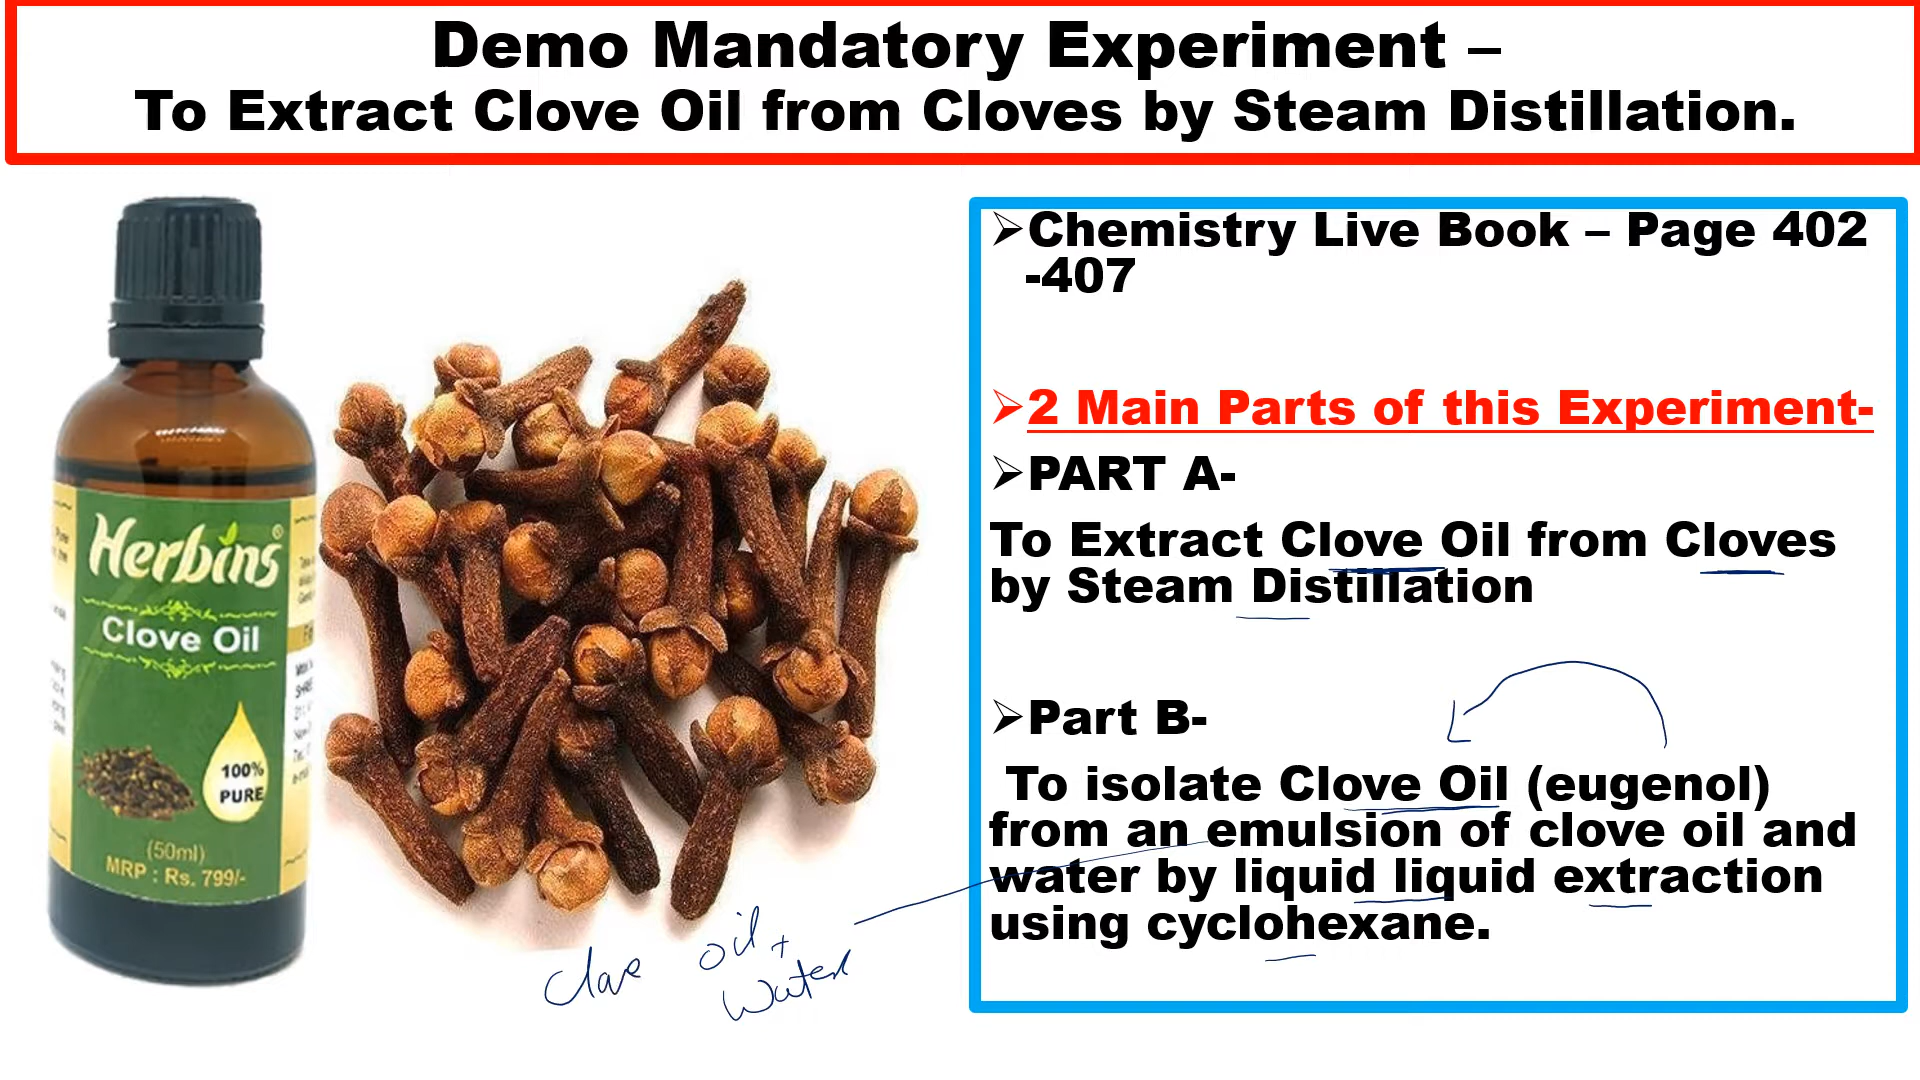 Demo Mandatory Experiment –
To Extract Clove Oil from Cloves by Steam Distillation.
Herbins®
Clove Oil
100%
PURE
(50ml)
MRP : Rs. 799/-
➢Chemistry Live Book – Page 402
-407
➢2 Main Parts of this Experiment-
➢PART A-
To Extract Clove Oil from Cloves
by Steam Distillation
➢Part B-
To isolate Clove Oil (eugenol)
from an emulsion of clove oil and
water by liquid liquid extraction
using cyclohexane.
oil +
Water